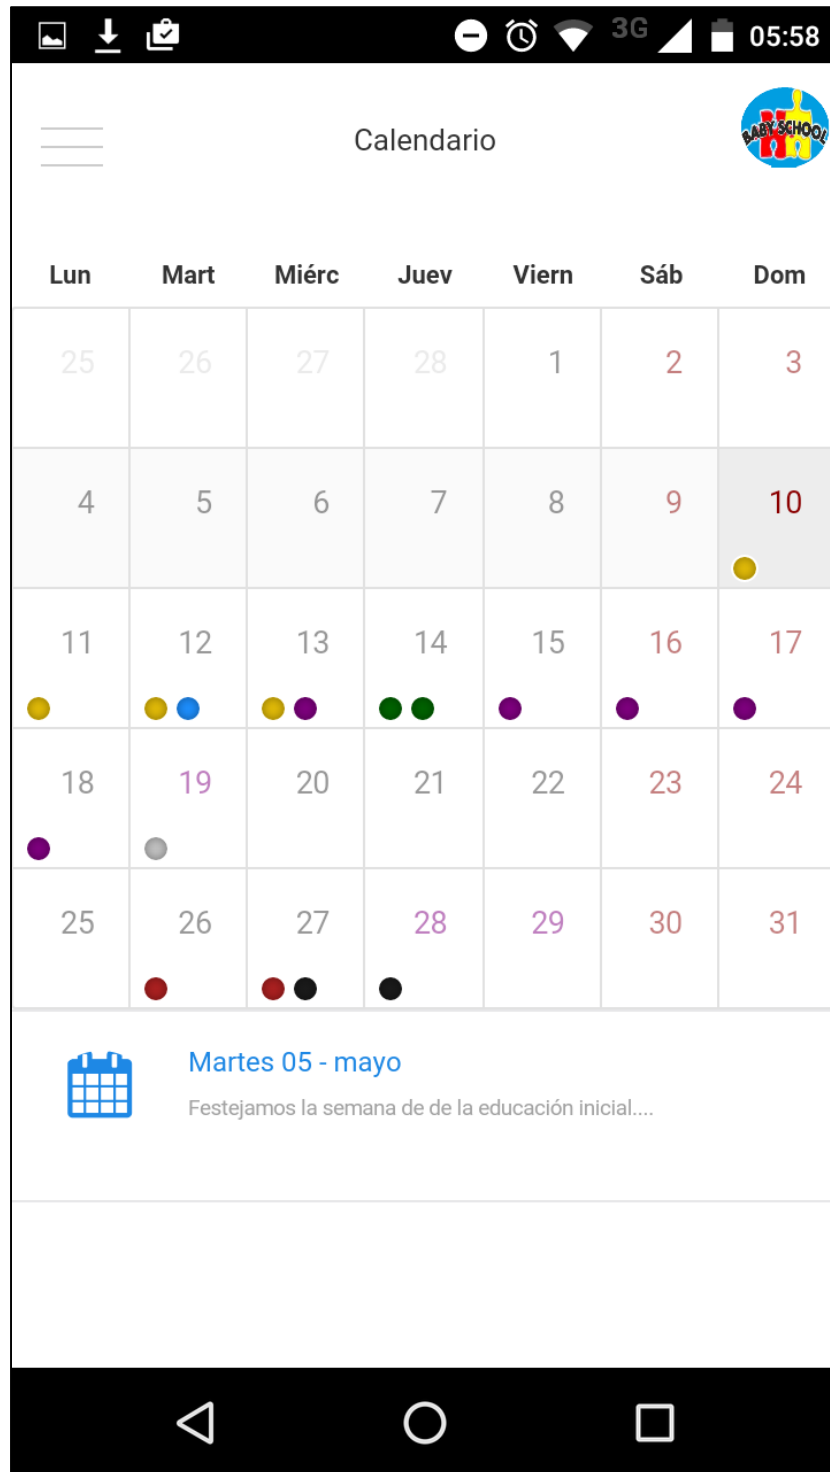 3G 05:58
Calendario
BABY SCHOOL
Lun Mart Miérc Juev Viern Sáb Dom
25 26 27 28 1 2 3
4 5 6 7 8 9 10
11 12 13 14 15 16 17
18 19 20 21 22 23 24
25 26 27 28 29 30 31
Martes 05 - mayo
Festejamos la semana de de la educación inicial....